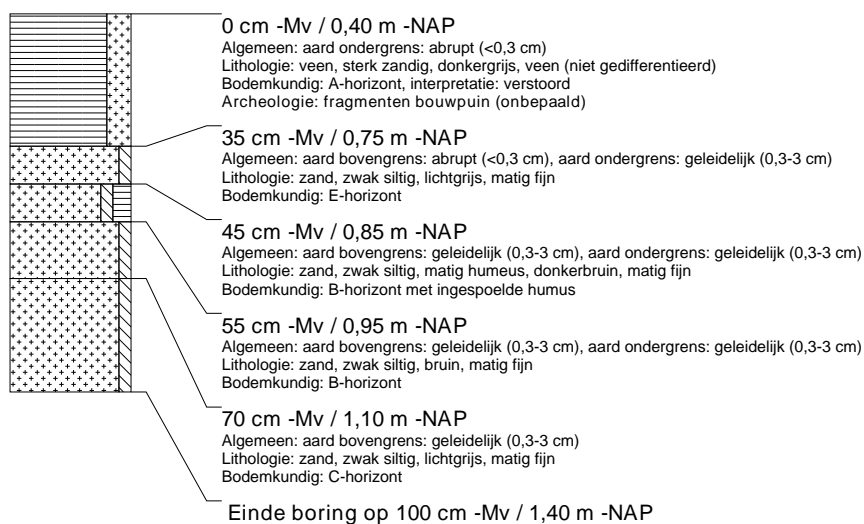 0 cm -Mv / 0,40 m -NAP
Algemeen: aard ondergrens: abrupt (<0,3 cm)
Lithologie: veen, sterk zandig, donkergrijs, veen (niet gedifferentieerd)
Bodemkundig: A-horizont, interpretatie: verstoord
Archeologie: fragmenten bouwpuin (onbepaald)
35 cm -Mv / 0,75 m -NAP
Algemeen: aard bovengrens: abrupt (<0,3 cm), aard ondergrens: geleidelijk (0,3-3 cm)
Lithologie: zand, zwak siltig, lichtgrijs, matig fijn
Bodemkundig: E-horizont
45 cm -Mv / 0,85 m -NAP
Algemeen: aard bovengrens: geleidelijk (0,3-3 cm), aard ondergrens: geleidelijk (0,3-3 cm)
Lithologie: zand, zwak siltig, matig humeus, donkerbruin, matig fijn
Bodemkundig: B-horizont met ingespoelde humus
55 cm -Mv / 0,95 m -NAP
Algemeen: aard bovengrens: geleidelijk (0,3-3 cm), aard ondergrens: geleidelijk (0,3-3 cm)
Lithologie: zand, zwak siltig, bruin, matig fijn
Bodemkundig: B-horizont
70 cm -Mv / 1,10 m -NAP
Algemeen: aard bovengrens: geleidelijk (0,3-3 cm)
Lithologie: zand, zwak siltig, lichtgrijs, matig fijn
Bodemkundig: C-horizont
Einde boring op 100 cm -Mv / 1,40 m -NAP